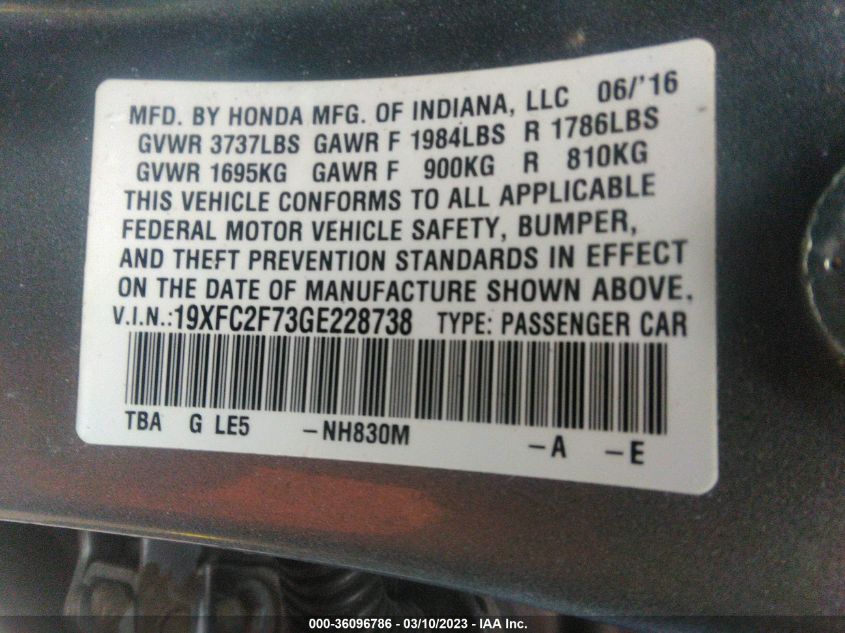 MFD. BY HONDA MFG. OF INDIANA, LLC 06/'16
GVWR 3737LBS GAWR F 1984LBS R 1786LBS
GVWR 1695KG GAWR F 900KG R 810KG
THIS VEHICLE CONFORMS TO ALL APPLICABLE
FEDERAL MOTOR VEHICLE SAFETY, BUMPER,
AND THEFT PREVENTION STANDARDS IN EFFECT
ON THE DATE OF MANUFACTURE SHOWN ABOVE.
V.I.N.:19XFC2F73GE228738 TYPE: PASSENGER CAR
TBA G LE5 -NH830M -A -E
000-36096786 — 03/10/2023 — IAA Inc.